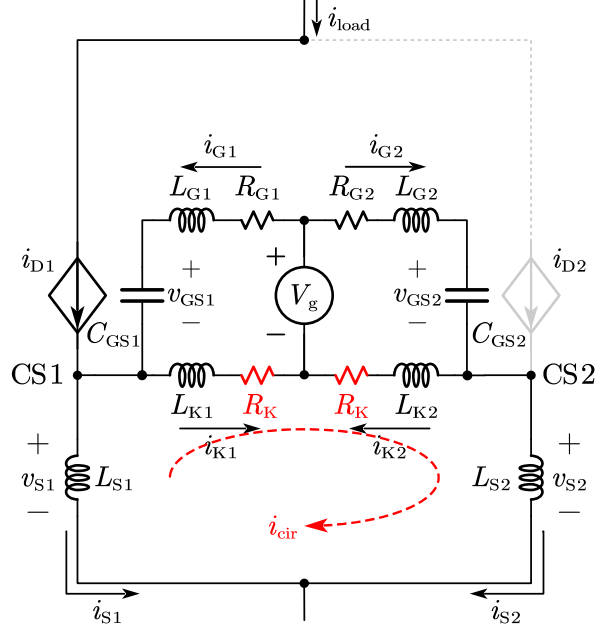 i_load
i_G1 i_G2
L_G1 R_G1 R_G2 L_G2
i_D1 + + + i_D2
v_GS1 V_g v_GS2
− − −
C_GS1 C_GS2
CS1 CS2
L_K1 R_K R_K L_K2
i_K1 i_K2
+ +
v_S1 L_S1 L_S2 v_S2
− −
i_cir
i_S1 i_S2